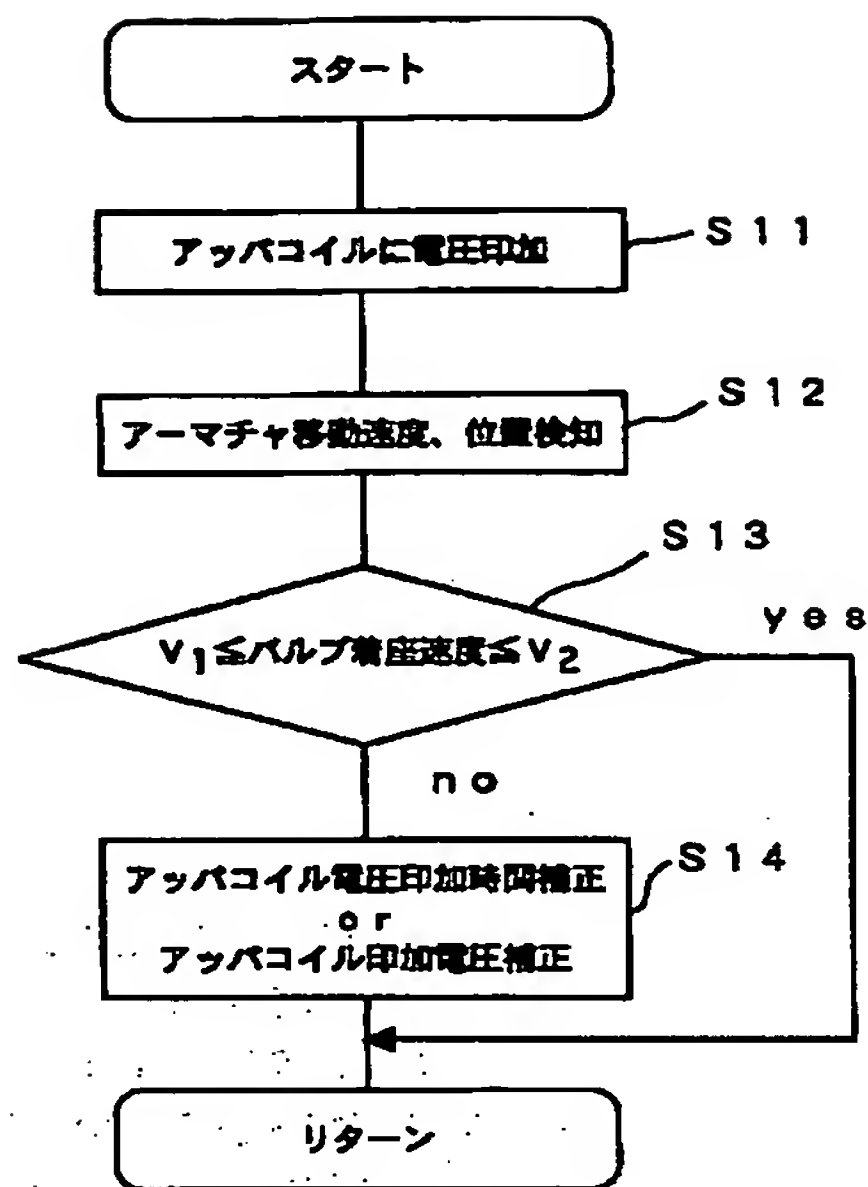 スタート
アッパコイルに電圧印加
S11
アーマチャ移動速度、位置検知
S12
V1≦バルブ着座速度≦V2
S13
yes
no
アッパコイル電圧印加時間補正
or
アッパコイル印加電圧補正
S14
リターン